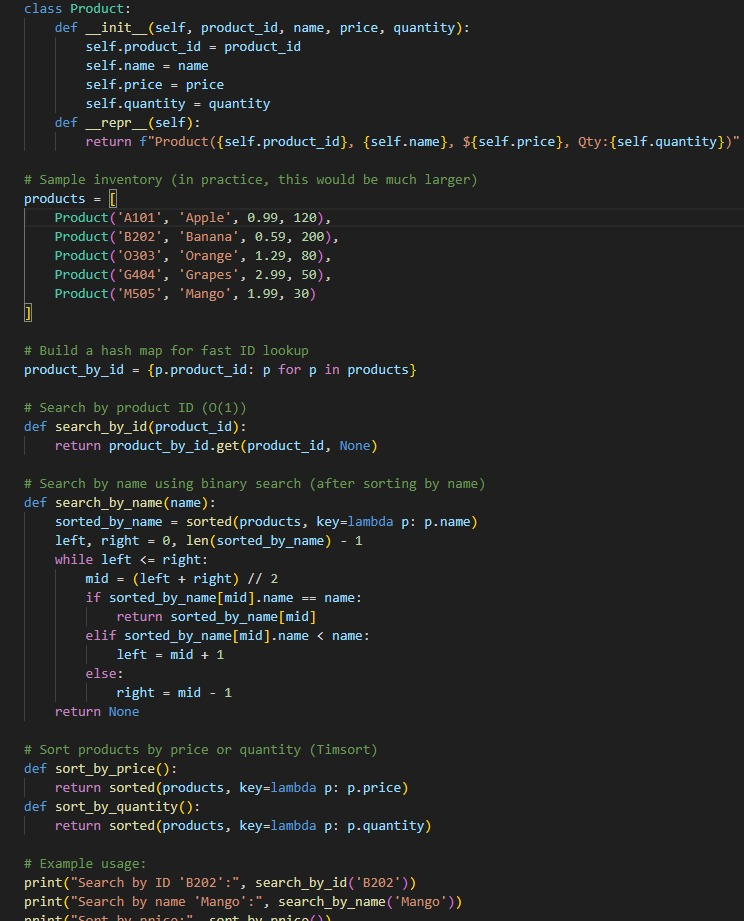 class Product:
    def __init__(self, product_id, name, price, quantity):
        self.product_id = product_id
        self.name = name
        self.price = price
        self.quantity = quantity
    def __repr__(self):
        return f"Product({self.product_id}, {self.name}, ${self.price}, Qty:{self.quantity})"

# Sample inventory (in practice, this would be much larger)
products = [
    Product('A101', 'Apple', 0.99, 120),
    Product('B202', 'Banana', 0.59, 200),
    Product('O303', 'Orange', 1.29, 80),
    Product('G404', 'Grapes', 2.99, 50),
    Product('M505', 'Mango', 1.99, 30)
]

# Build a hash map for fast ID lookup
product_by_id = {p.product_id: p for p in products}

# Search by product ID (O(1))
def search_by_id(product_id):
    return product_by_id.get(product_id, None)

# Search by name using binary search (after sorting by name)
def search_by_name(name):
    sorted_by_name = sorted(products, key=lambda p: p.name)
    left, right = 0, len(sorted_by_name) - 1
    while left <= right:
        mid = (left + right) // 2
        if sorted_by_name[mid].name == name:
            return sorted_by_name[mid]
        elif sorted_by_name[mid].name < name:
            left = mid + 1
        else:
            right = mid - 1
    return None

# Sort products by price or quantity (Timsort)
def sort_by_price():
    return sorted(products, key=lambda p: p.price)
def sort_by_quantity():
    return sorted(products, key=lambda p: p.quantity)

# Example usage:
print("Search by ID 'B202':", search_by_id('B202'))
print("Search by name 'Mango':", search_by_name('Mango'))
print("Sort by price:", sort_by_price())